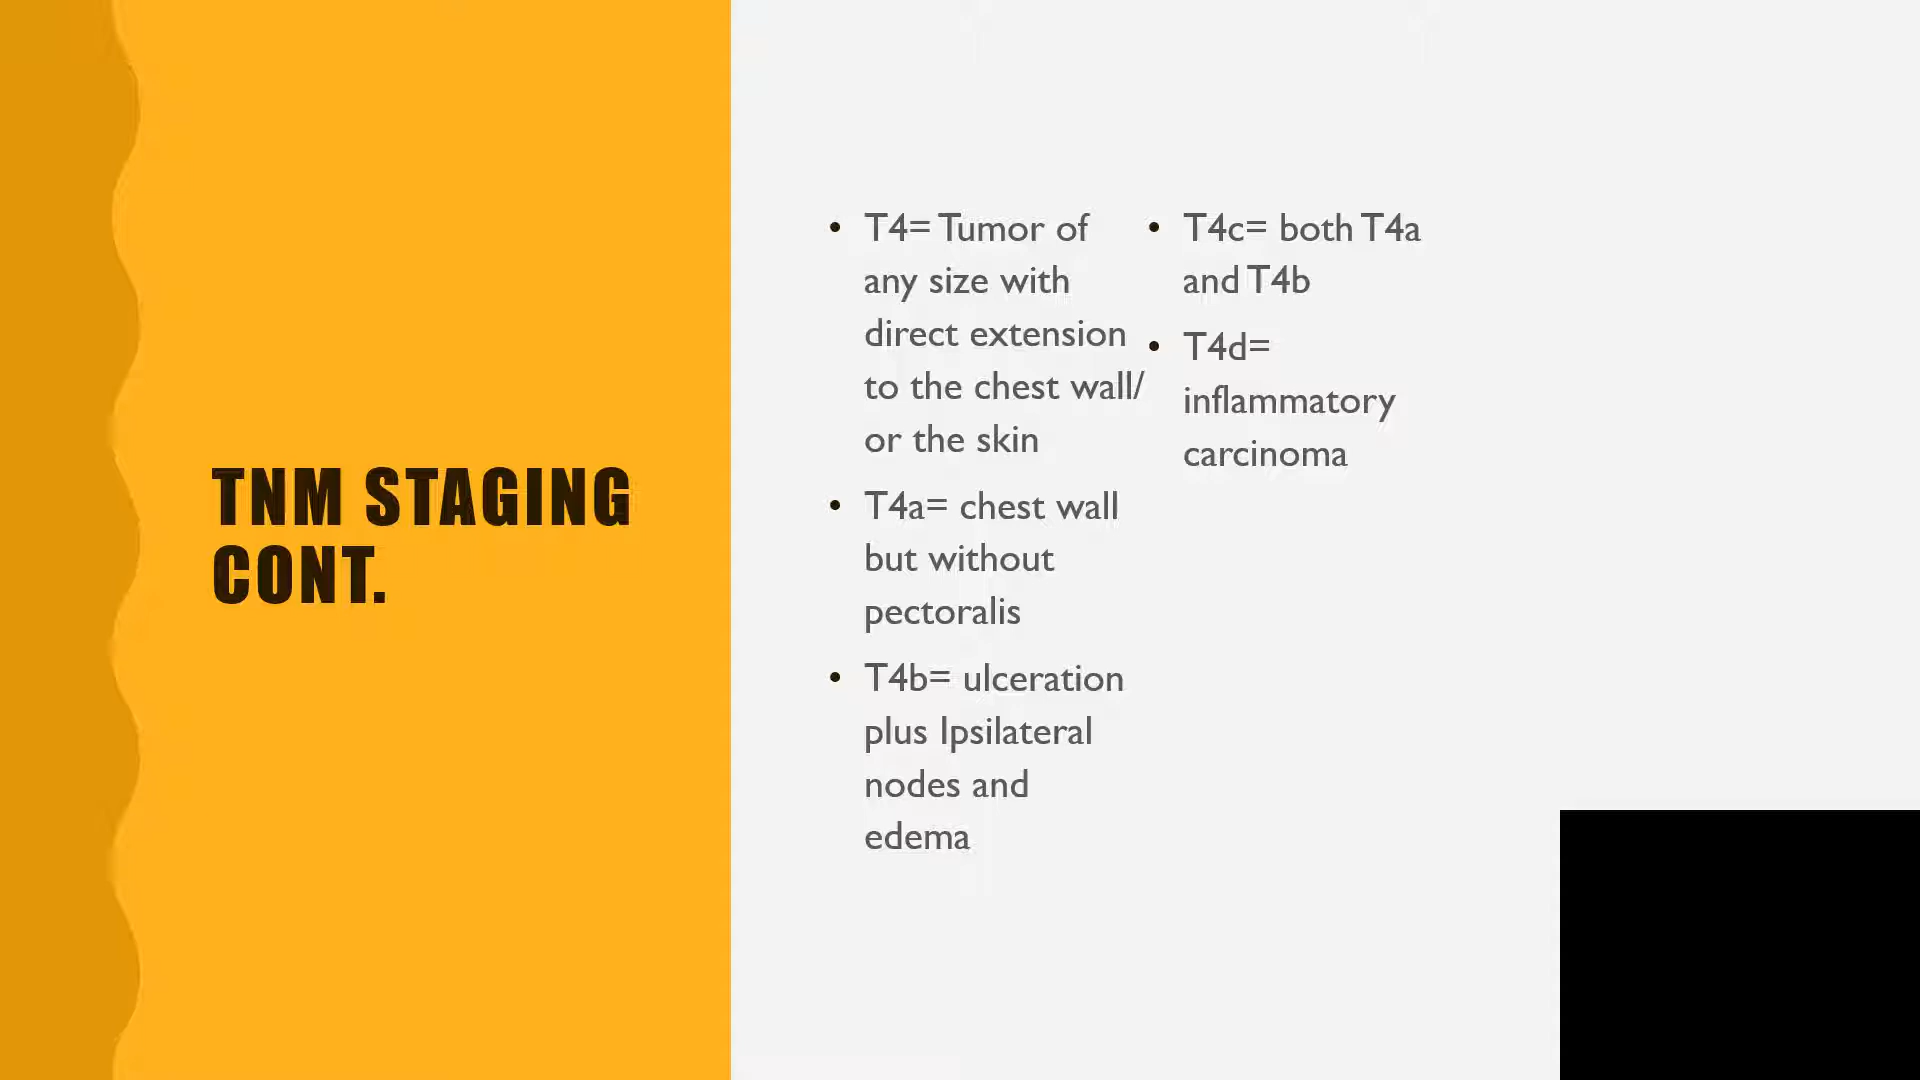 TNM STAGING
CONT.
• T4= Tumor of
any size with
direct extension
to the chest wall/
or the skin
• T4a= chest wall
but without
pectoralis
• T4b= ulceration
plus Ipsilateral
nodes and
edema
• T4c= both T4a
and T4b
• T4d=
inflammatory
carcinoma